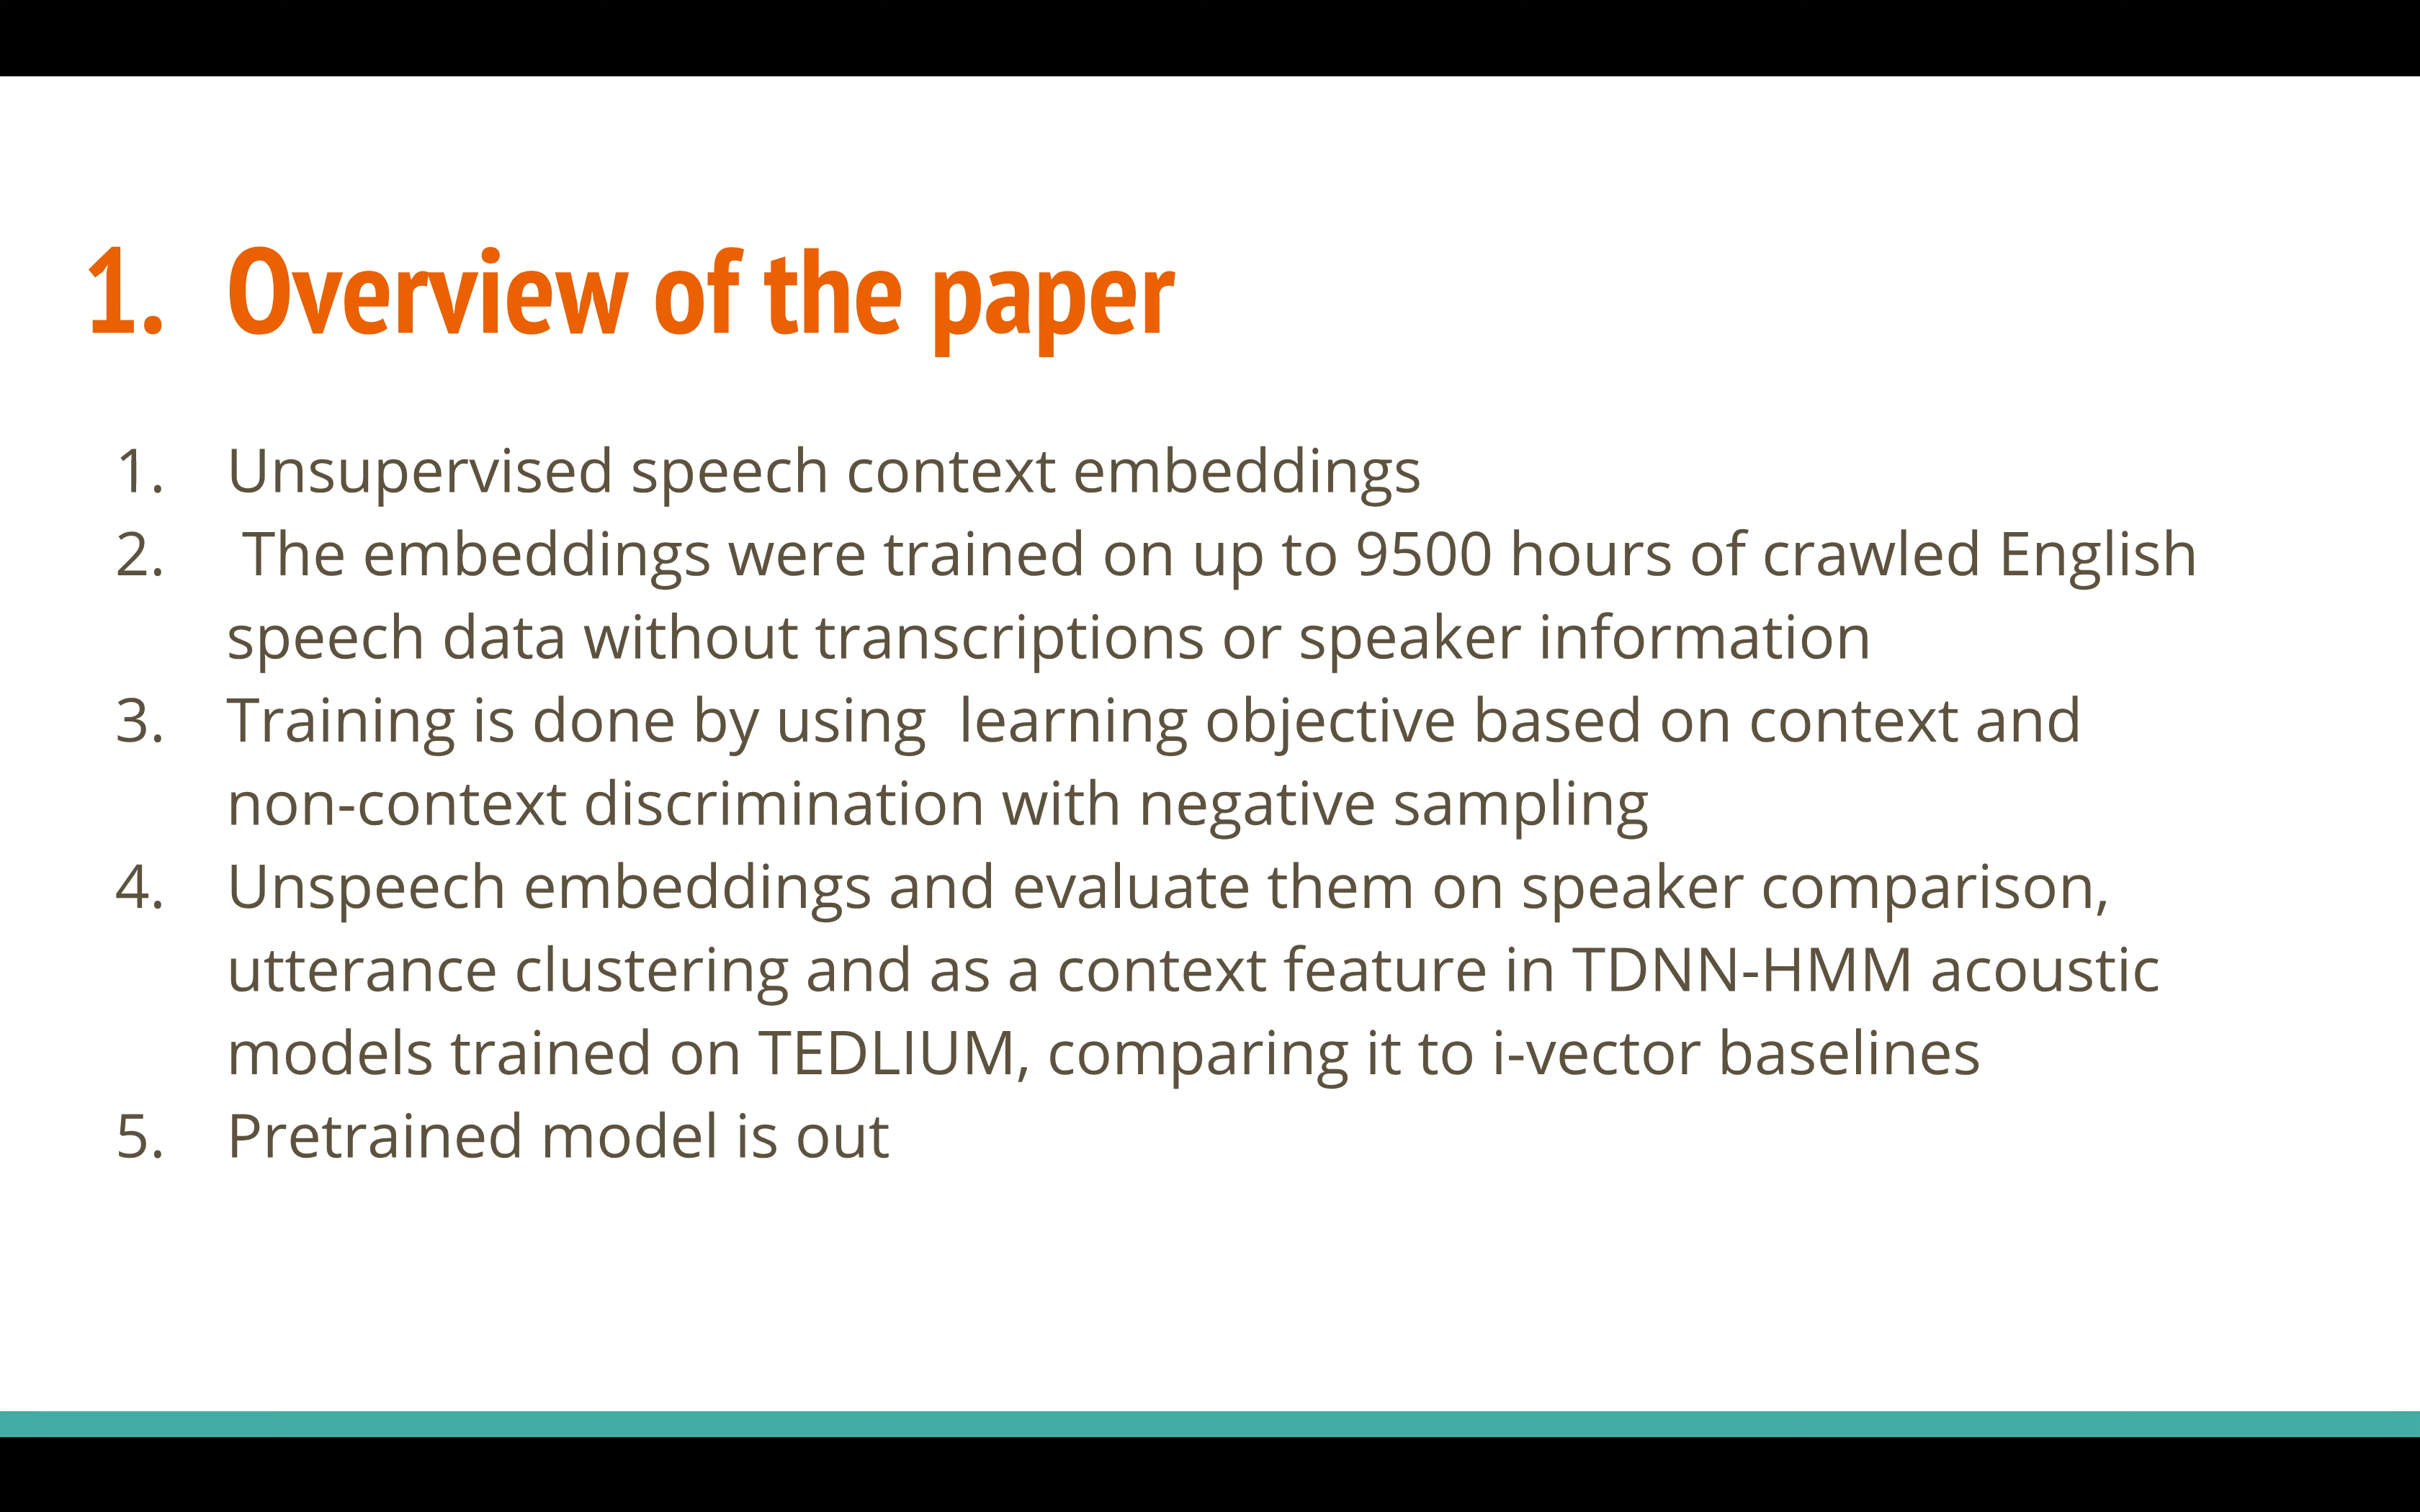 1. Overview of the paper
1. Unsupervised speech context embeddings
2. The embeddings were trained on up to 9500 hours of crawled English
speech data without transcriptions or speaker information
3. Training is done by using  learning objective based on context and
non-context discrimination with negative sampling
4. Unspeech embeddings and evaluate them on speaker comparison,
utterance clustering and as a context feature in TDNN-HMM acoustic
models trained on TEDLIUM, comparing it to i-vector baselines
5. Pretrained model is out